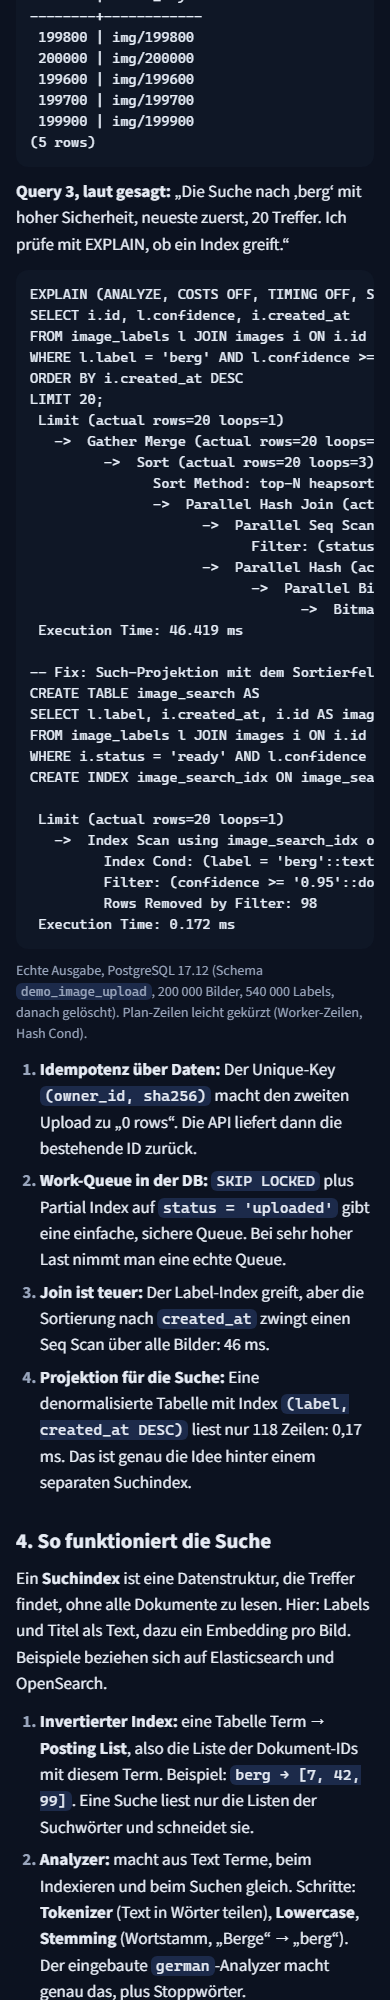 --------+------------
199800 | img/199800
200000 | img/200000
199600 | img/199600
199700 | img/199700
199900 | img/199900
(5 rows)
Query 3, laut gesagt: „Die Suche nach ‚berg‘ mit
hoher Sicherheit, neueste zuerst, 20 Treffer. Ich
prüfe mit EXPLAIN, ob ein Index greift.“
EXPLAIN (ANALYZE, COSTS OFF, TIMING OFF, S
SELECT i.id, l.confidence, i.created_at
FROM image_labels l JOIN images i ON i.id
WHERE l.label = 'berg' AND l.confidence >=
ORDER BY i.created_at DESC
LIMIT 20;
Limit (actual rows=20 loops=1)
-> Gather Merge (actual rows=20 loops=
-> Sort (actual rows=20 loops=3)
Sort Method: top-N heapsort
-> Parallel Hash Join (act
-> Parallel Seq Scan
Filter: (status
-> Parallel Hash (ac
-> Parallel Bi
-> Bitma
Execution Time: 46.419 ms
-- Fix: Such-Projektion mit dem Sortierfel
CREATE TABLE image_search AS
SELECT l.label, i.created_at, i.id AS imag
FROM image_labels l JOIN images i ON i.id
WHERE i.status = 'ready' AND l.confidence
CREATE INDEX image_search_idx ON image_sea
Limit (actual rows=20 loops=1)
-> Index Scan using image_search_idx o
Index Cond: (label = 'berg'::text
Filter: (confidence >= '0.95'::do
Rows Removed by Filter: 98
Execution Time: 0.172 ms
Echte Ausgabe, PostgreSQL 17.12 (Schema
demo_image_upload, 200 000 Bilder, 540 000 Labels,
danach gelöscht). Plan-Zeilen leicht gekürzt (Worker-Zeilen,
Hash Cond).
1. Idempotenz über Daten: Der Unique-Key
(owner_id, sha256) macht den zweiten
Upload zu „0 rows“. Die API liefert dann die
bestehende ID zurück.
2. Work-Queue in der DB: SKIP LOCKED plus
Partial Index auf status = 'uploaded' gibt
eine einfache, sichere Queue. Bei sehr hoher
Last nimmt man eine echte Queue.
3. Join ist teuer: Der Label-Index greift, aber die
Sortierung nach created_at zwingt einen
Seq Scan über alle Bilder: 46 ms.
4. Projektion für die Suche: Eine
denormalisierte Tabelle mit Index (label,
created_at DESC) liest nur 118 Zeilen: 0,17
ms. Das ist genau die Idee hinter einem
separaten Suchindex.
4. So funktioniert die Suche
Ein Suchindex ist eine Datenstruktur, die Treffer
findet, ohne alle Dokumente zu lesen. Hier: Labels
und Titel als Text, dazu ein Embedding pro Bild.
Beispiele beziehen sich auf Elasticsearch und
OpenSearch.
1. Invertierter Index: eine Tabelle Term →
Posting List, also die Liste der Dokument-IDs
mit diesem Term. Beispiel: berg → [7, 42,
99]. Eine Suche liest nur die Listen der
Suchwörter und schneidet sie.
2. Analyzer: macht aus Text Terme, beim
Indexieren und beim Suchen gleich. Schritte:
Tokenizer (Text in Wörter teilen), Lowercase,
Stemming (Wortstamm, „Berge“ → „berg“).
Der eingebaute german-Analyzer macht
genau das, plus Stoppwörter.